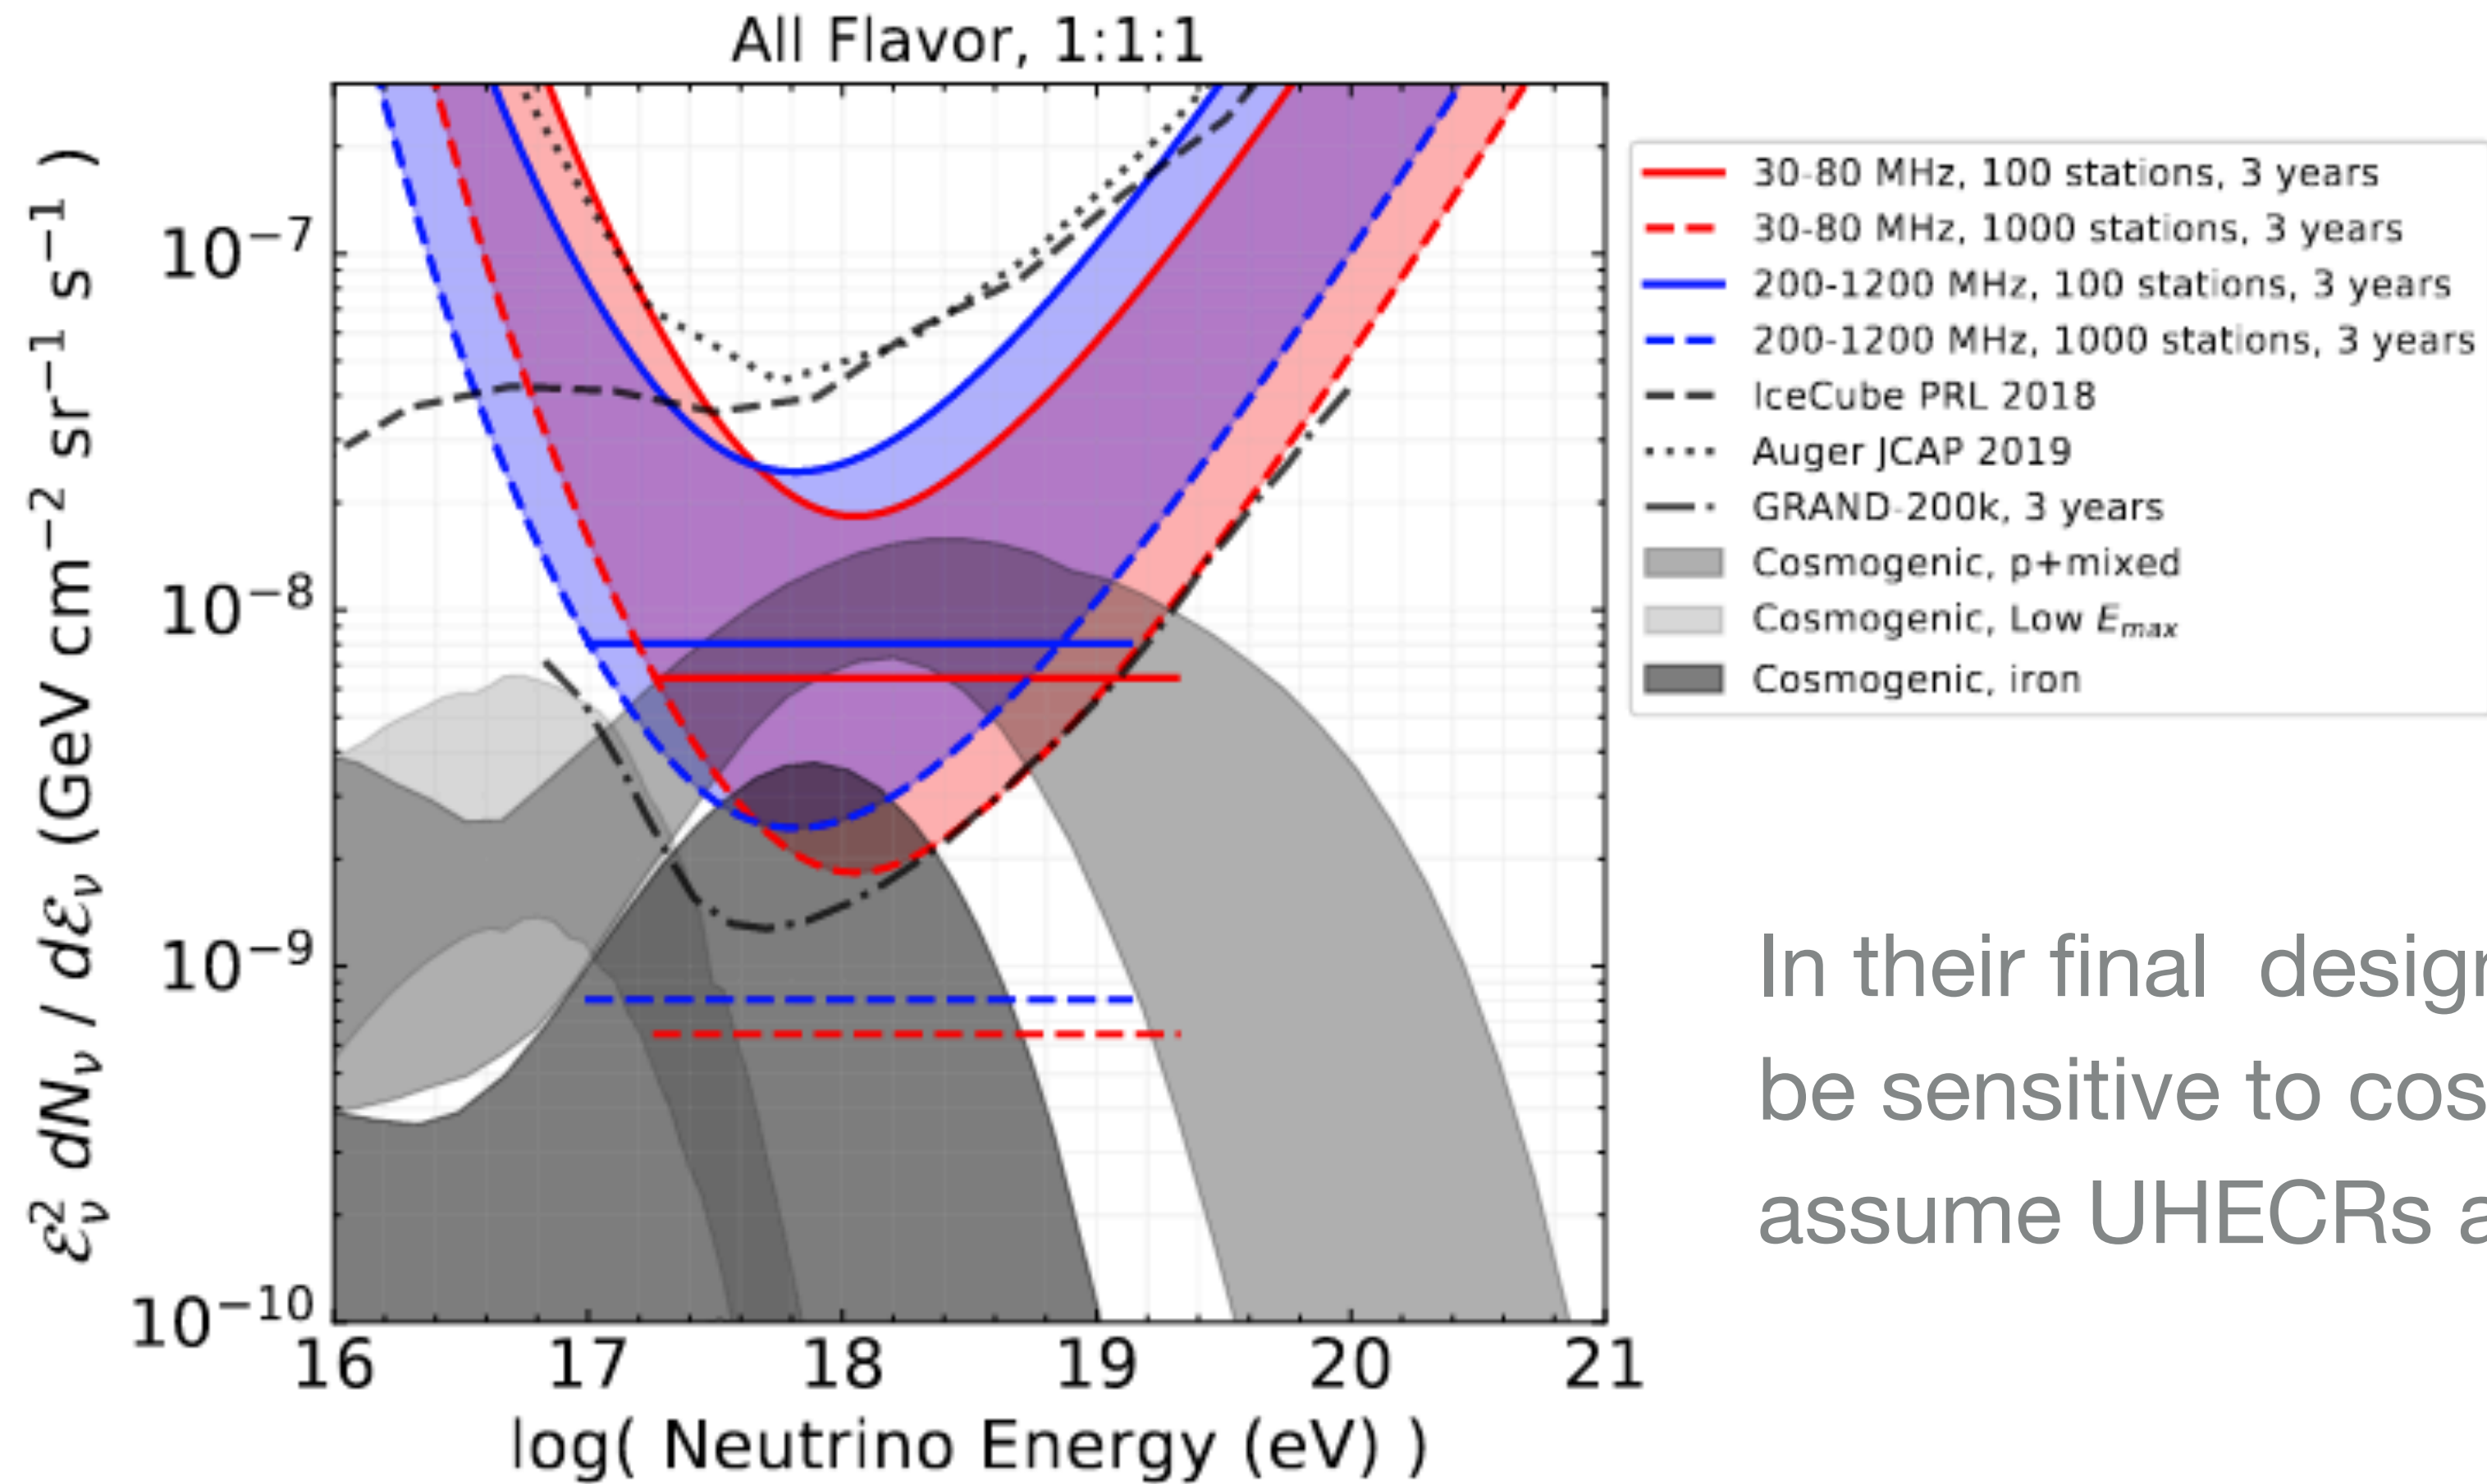 All Flavor, 1:1:1
ℰν² dNν / dℰν (GeV cm⁻² sr⁻¹ s⁻¹ )
10⁻⁷
10⁻⁸
10⁻⁹
10⁻¹⁰
16 17 18 19 20 21
log( Neutrino Energy (eV) )
30-80 MHz, 100 stations, 3 years
30-80 MHz, 1000 stations, 3 years
200-1200 MHz, 100 stations, 3 years
200-1200 MHz, 1000 stations, 3 years
IceCube PRL 2018
Auger JCAP 2019
GRAND-200k, 3 years
Cosmogenic, p+mixed
Cosmogenic, Low Emax
Cosmogenic, iron
In their final
be sensitive to
assume UHECRs